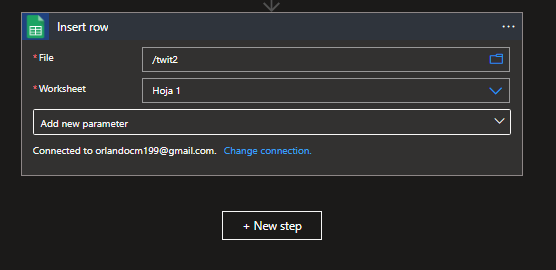 Insert row
* File
/twit2
* Worksheet
Hoja 1
Add new parameter
Connected to orlandocm199@gmail.com. Change connection.
+ New step